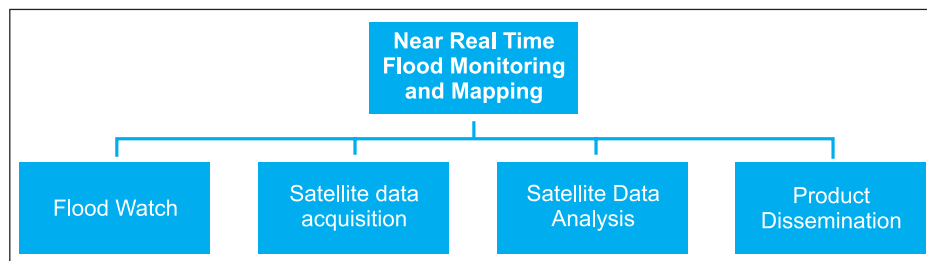 Near Real Time
Flood Monitoring
and Mapping
Flood Watch
Satellite data
acquisition
Satellite Data
Analysis
Product
Dissemination